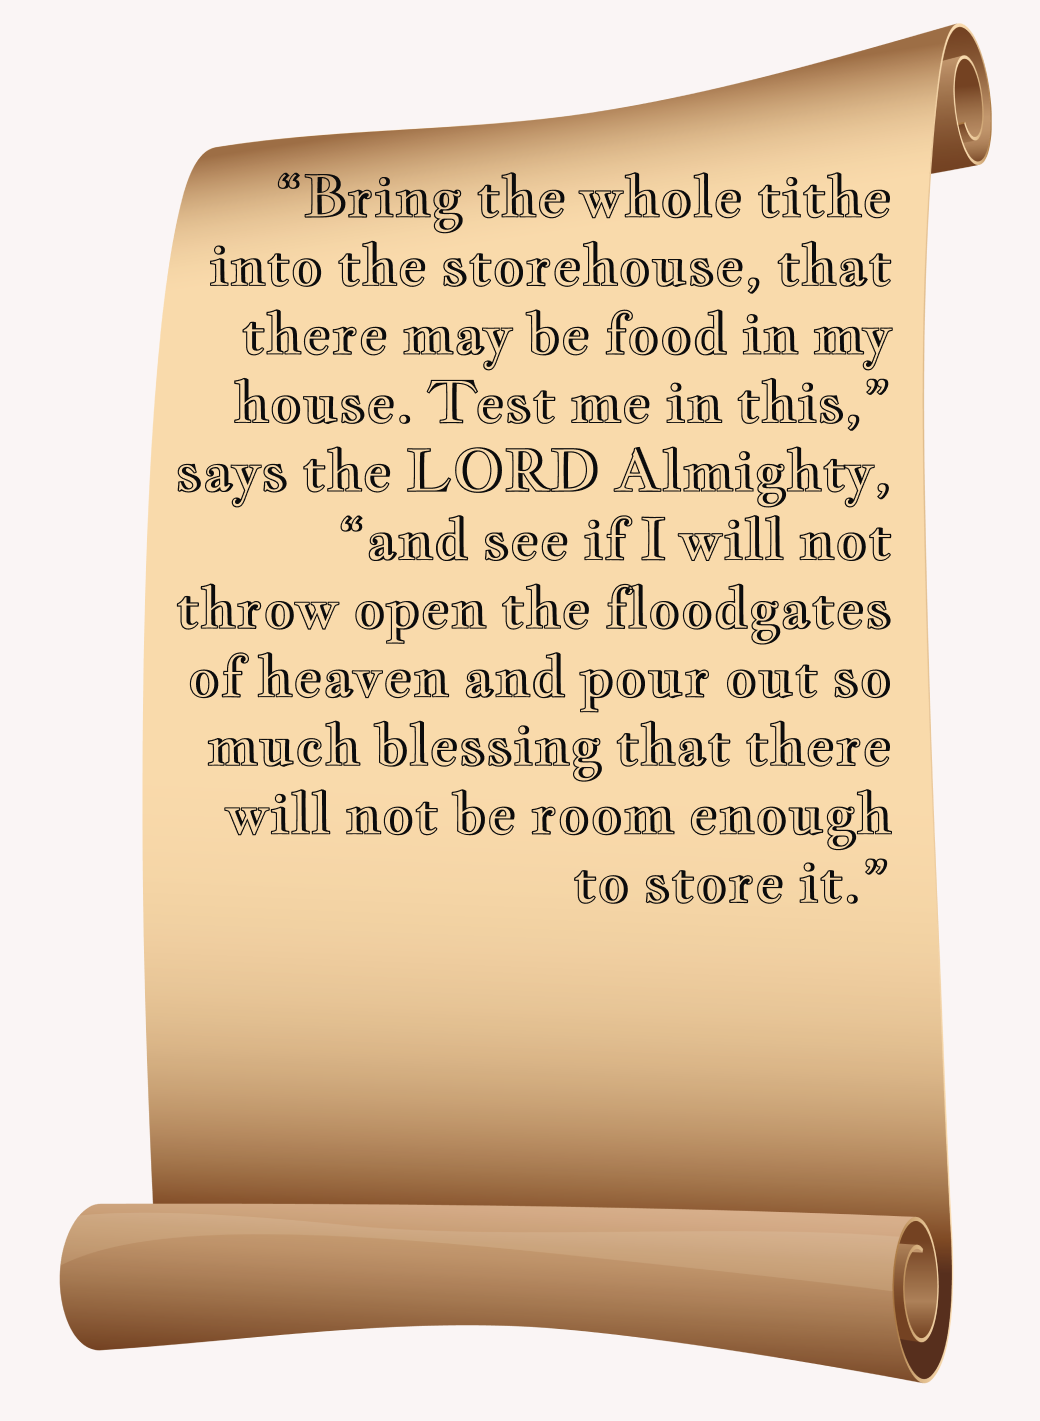 “Bring the whole tithe
into the storehouse, that
there may be food in my
house. Test me in this,”
says the LORD Almighty,
“and see if I will not
throw open the floodgates
of heaven and pour out so
much blessing that there
will not be room enough
to store it.”